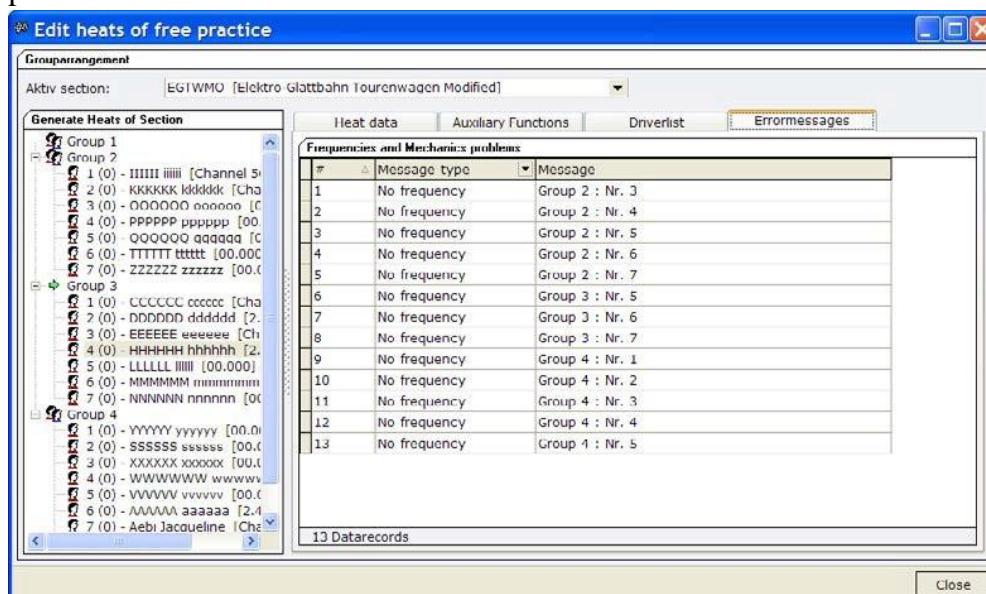 Edit heats of free practice
Grouparrangement
Aktiv section: EGTWMO [Elektro Glattbahn Tourenwagen Modified]
Generate Heats of Section
Group 1
Group 2
1 (0) - IIIIII iiiiii [Channel 5
2 (0) - KKKKKK kkkkkk [Cha
3 (0) - OOOOOO oooooo [C
4 (0) - PPPPPP pppppp [00.
5 (0) - QQQQQQ qqqqqq [C
6 (0) - TTTTTT tttttt [00.000
7 (0) - ZZZZZZ zzzzzz [00.0
Group 3
1 (0) - CCCCCC cccccc [Cha
2 (0) - DDDDDD dddddd [2.
3 (0) - EEEEEE eeeeee [Ch
4 (0) - HHHHHH hhhhhh [2.
5 (0) - LLLLLL llllll [00.000]
6 (0) - MMMMMM mmmmmm
7 (0) - NNNNNN nnnnnn [00
Group 4
1 (0) - YYYYYY yyyyyy [00.0
2 (0) - SSSSSS ssssss [00.0
3 (0) - XXXXXX xxxxxx [00.0
4 (0) - WWWWWW wwwww
5 (0) - VVVVVV vvvvvv [00.0
6 (0) - AAAAAA aaaaaa [2.4
7 (0) - Aebi Jacqueline [Cha
Heat data Auxiliary Functions Driverlist Errormessages
Frequencies and Mechanics problems
# Message type Message
1 No frequency Group 2 : Nr. 3
2 No frequency Group 2 : Nr. 4
3 No frequency Group 2 : Nr. 5
4 No frequency Group 2 : Nr. 6
5 No frequency Group 2 : Nr. 7
6 No frequency Group 3 : Nr. 5
7 No frequency Group 3 : Nr. 6
8 No frequency Group 3 : Nr. 7
9 No frequency Group 4 : Nr. 1
10 No frequency Group 4 : Nr. 2
11 No frequency Group 4 : Nr. 3
12 No frequency Group 4 : Nr. 4
13 No frequency Group 4 : Nr. 5
13 Datarecords
Close